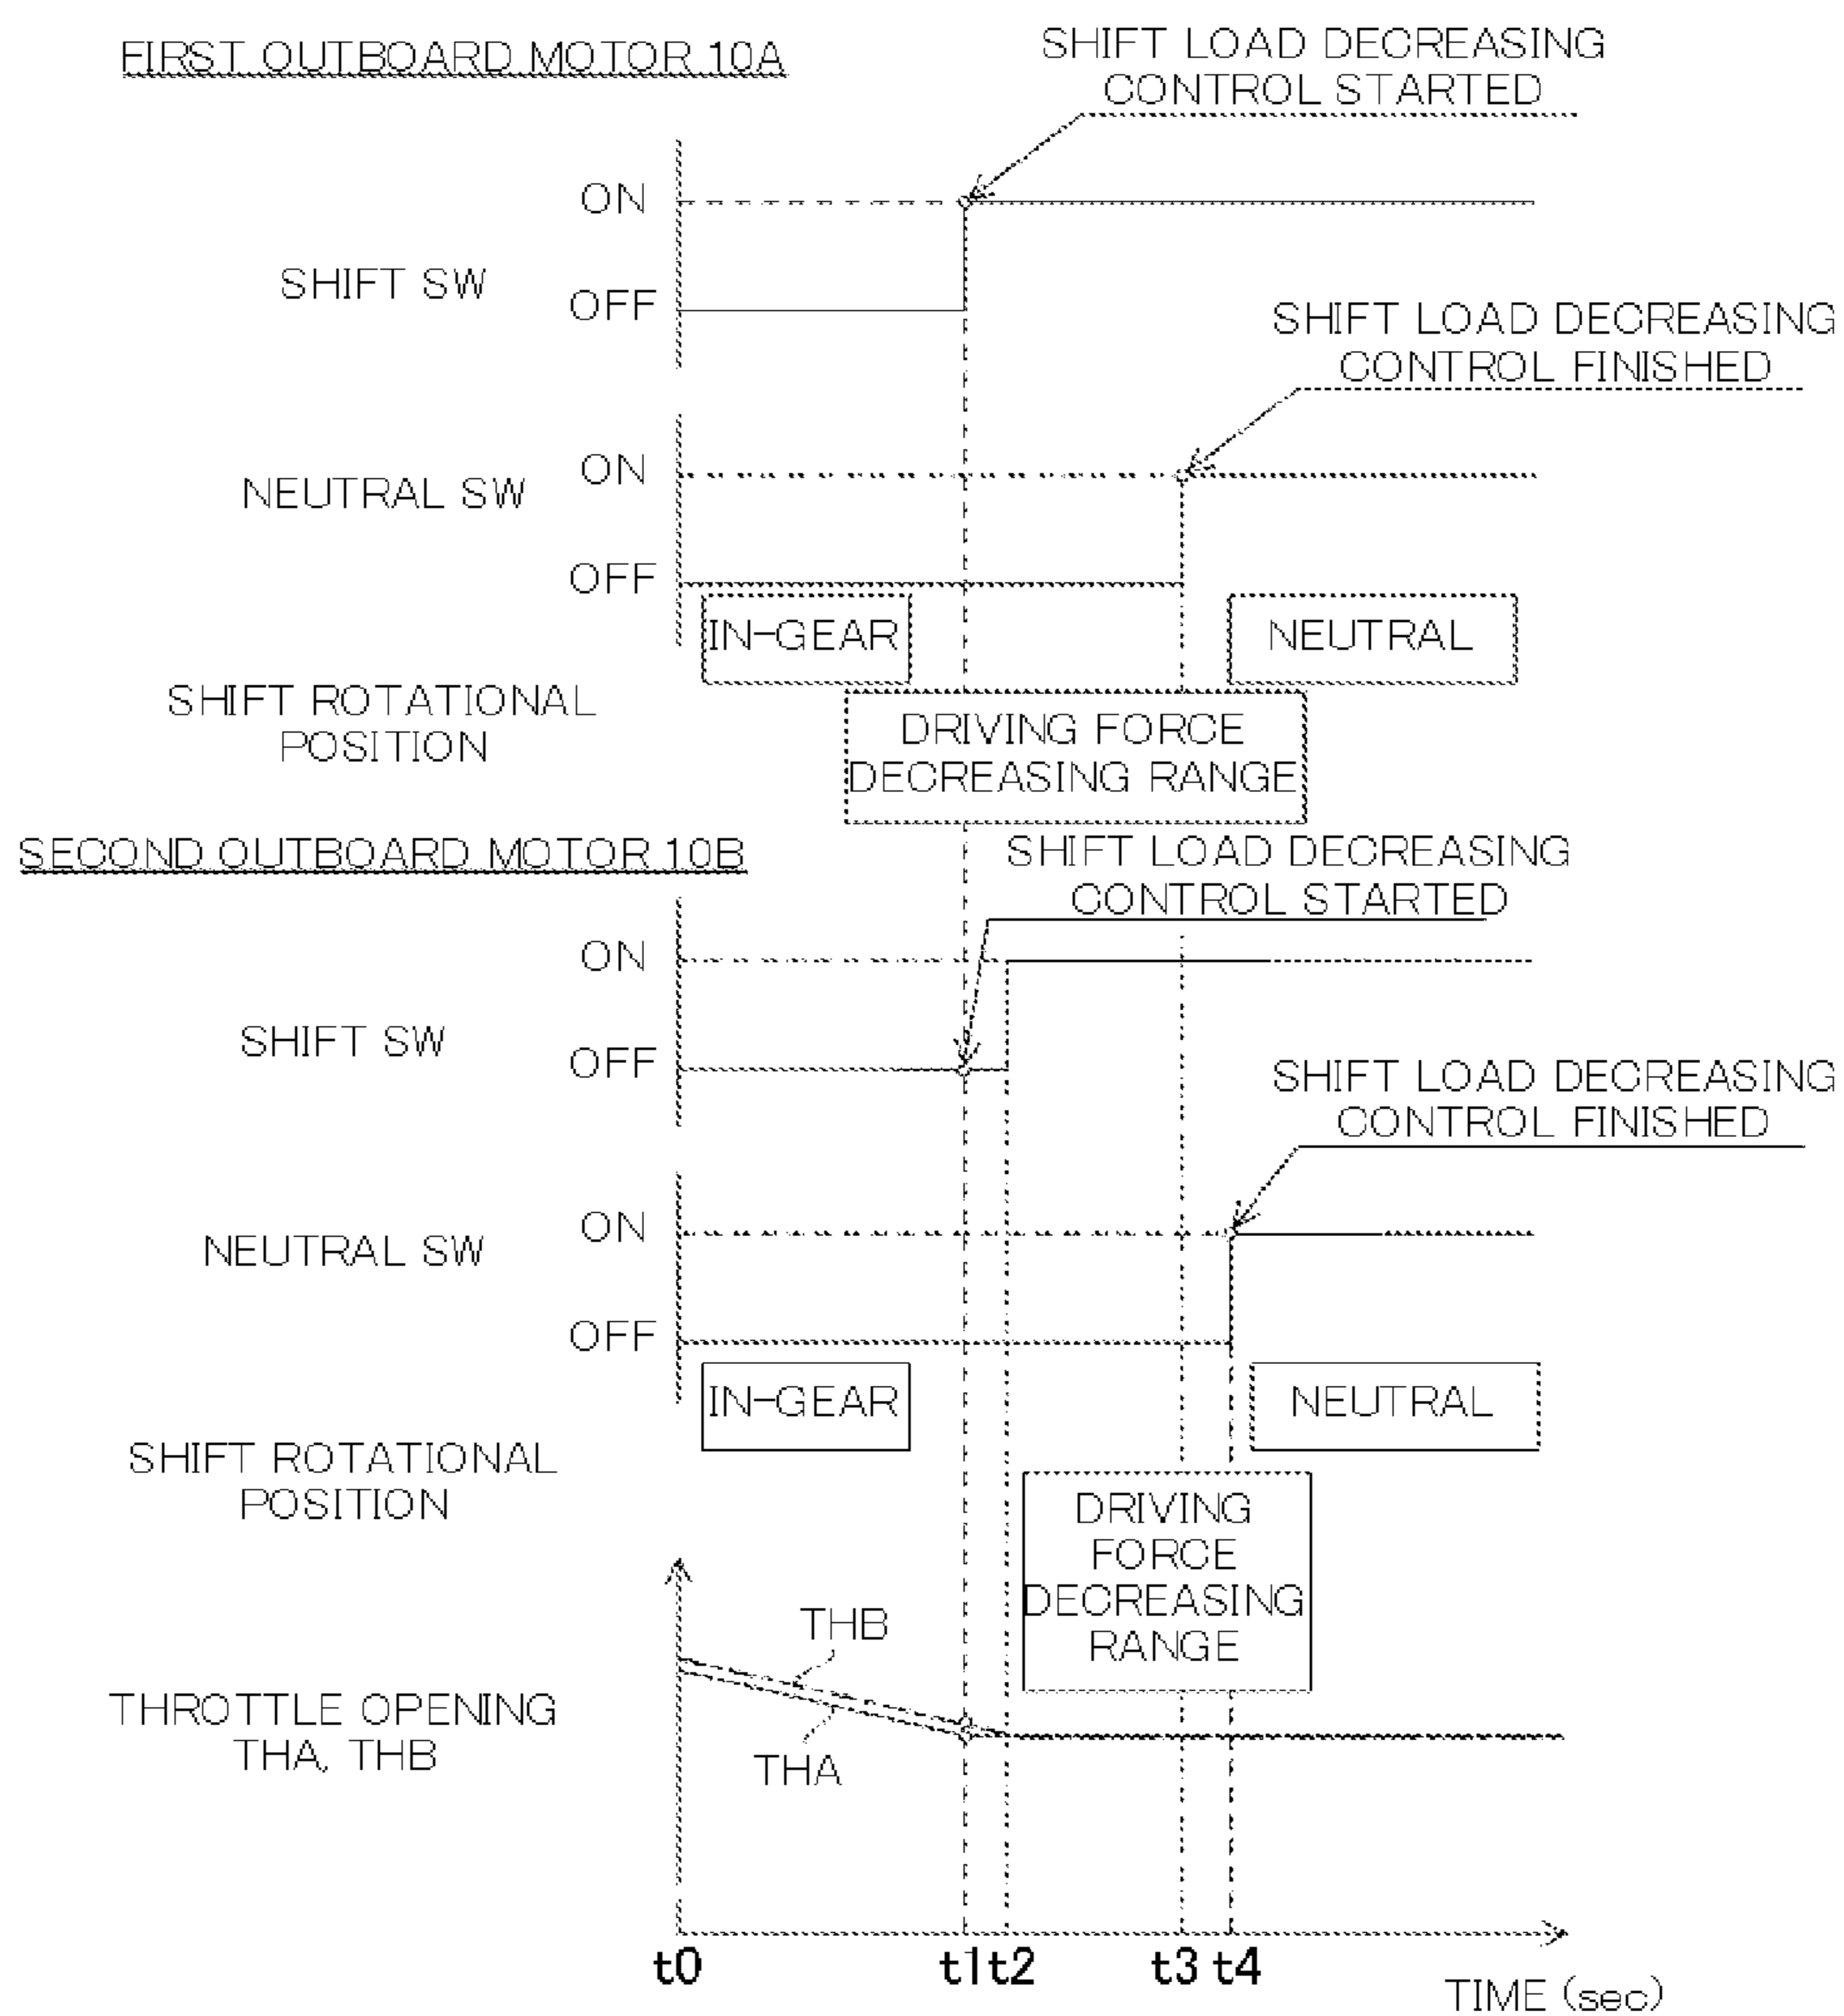 FIRST OUTBOARD MOTOR 10A
SHIFT LOAD DECREASING
CONTROL STARTED
ON
SHIFT SW
OFF
SHIFT LOAD DECREASING
CONTROL FINISHED
ON
NEUTRAL SW
OFF
IN-GEAR
NEUTRAL
SHIFT ROTATIONAL
POSITION
DRIVING FORCE
DECREASING RANGE
SECOND OUTBOARD MOTOR 10B
SHIFT LOAD DECREASING
CONTROL STARTED
ON
SHIFT SW
OFF
SHIFT LOAD DECREASING
CONTROL FINISHED
ON
NEUTRAL SW
OFF
IN-GEAR
NEUTRAL
SHIFT ROTATIONAL
POSITION
DRIVING
FORCE
DECREASING
RANGE
THB
THROTTLE OPENING
THA, THB
THA
t0 t1 t2 t3 t4
TIME (sec)